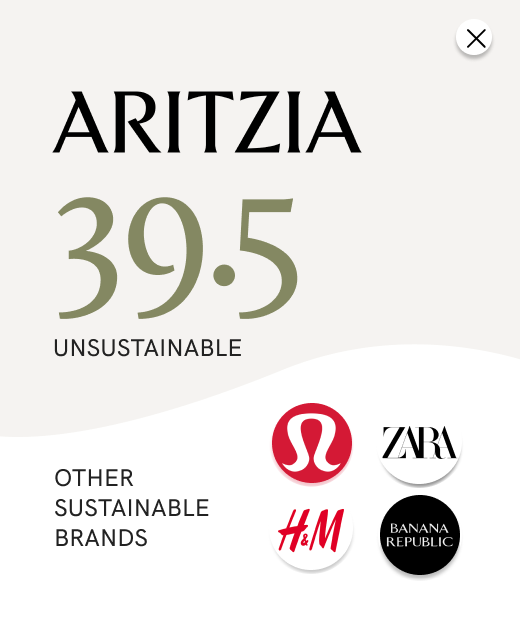 ARITZIA
39.5
UNSUSTAINABLE
OTHER
SUSTAINABLE
BRANDS
ZARA
H&M
BANANA
REPUBLIC